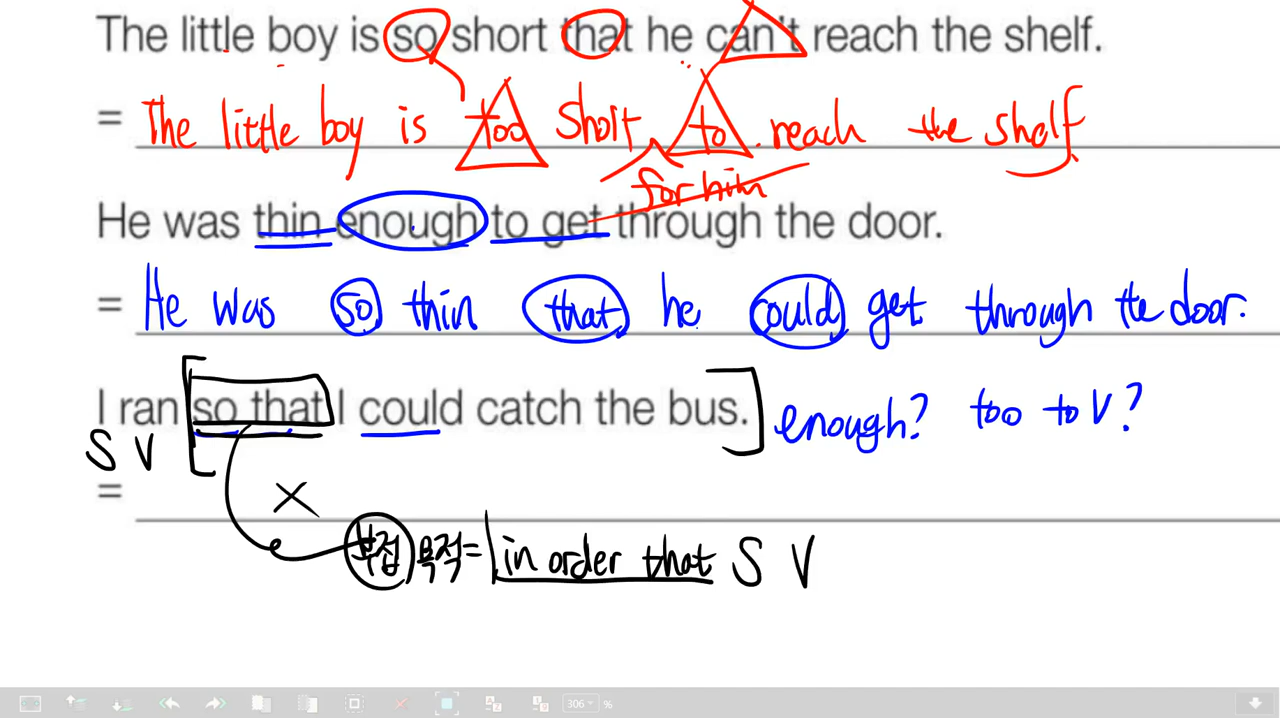 The little boy is so short that he can't reach the shelf.
= The little boy is too short to reach the shelf
for him
He was thin enough to get through the door.
= He was so thin that he could get through the door.
I ran so that I could catch the bus. enough? too to V?
S V
=
부접 목적 = in order that S V
306 %